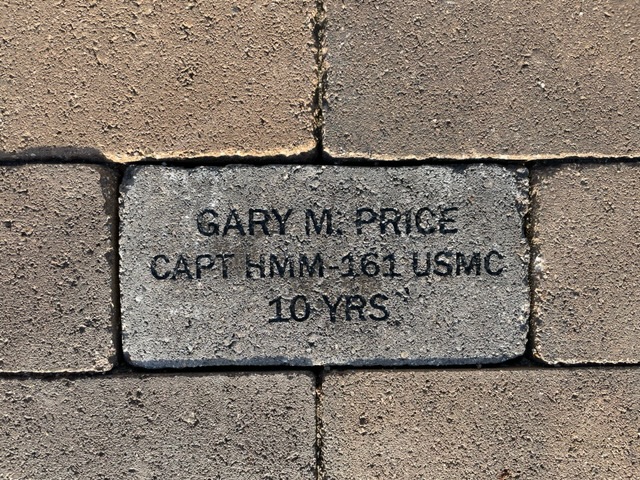 GARY M. PRICE
CAPT HMM-161 USMC
10 YRS